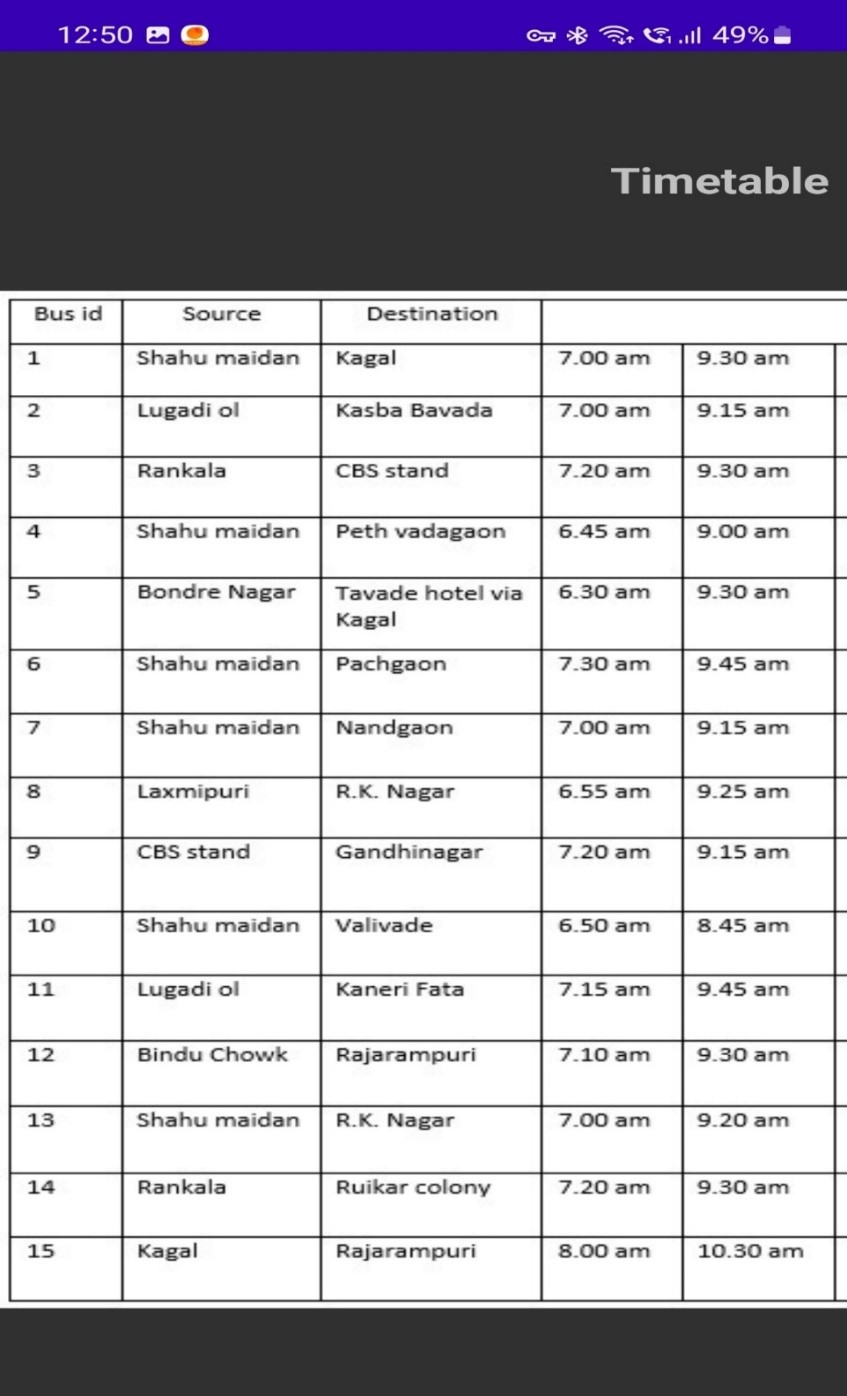 12:50 49%
Timetable
Bus id Source Destination
1 Shahu maidan Kagal 7.00 am 9.30 am
2 Lugadi ol Kasba Bavada 7.00 am 9.15 am
3 Rankala CBS stand 7.20 am 9.30 am
4 Shahu maidan Peth vadagaon 6.45 am 9.00 am
5 Bondre Nagar Tavade hotel via 6.30 am 9.30 am
Kagal
6 Shahu maidan Pachgaon 7.30 am 9.45 am
7 Shahu maidan Nandgaon 7.00 am 9.15 am
8 Laxmipuri R.K. Nagar 6.55 am 9.25 am
9 CBS stand Gandhinagar 7.20 am 9.15 am
10 Shahu maidan Valivade 6.50 am 8.45 am
11 Lugadi ol Kaneri Fata 7.15 am 9.45 am
12 Bindu Chowk Rajarampuri 7.10 am 9.30 am
13 Shahu maidan R.K. Nagar 7.00 am 9.20 am
14 Rankala Ruikar colony 7.20 am 9.30 am
15 Kagal Rajarampuri 8.00 am 10.30 am